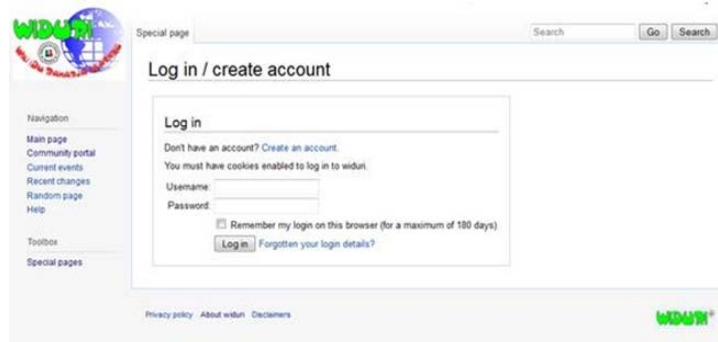 WIDURI
Special page
Search
Go
Search
Log in / create account
Navigation
Main page
Community portal
Current events
Recent changes
Random page
Help
Toolbox
Special pages
Log in
Don't have an account? Create an account.
You must have cookies enabled to log in to widuri.
Username:
Password:
Remember my login on this browser (for a maximum of 180 days)
Log in
Forgotten your login details?
Privacy policy About widuri Disclaimers
WIDURI